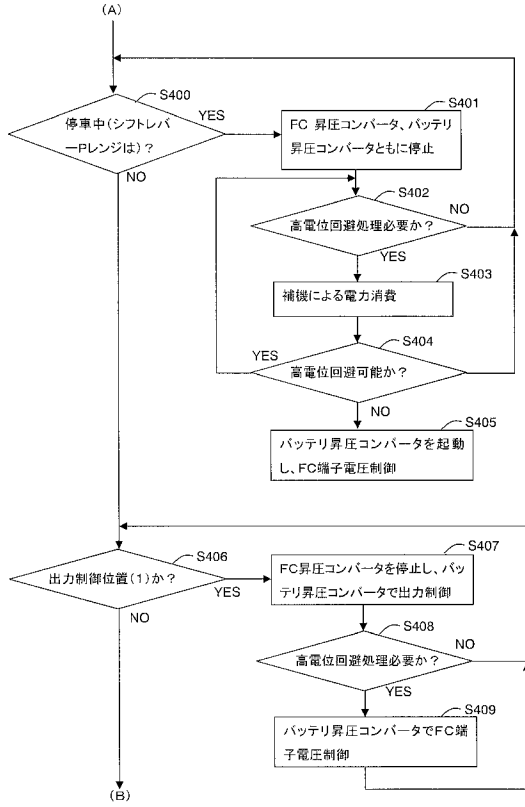 (A)
S400
停車中(シフトレバ
ーPレンジは)?
YES
NO
S401
FC 昇圧コンバータ、バッテリ
昇圧コンバータともに停止
S402
高電位回避処理必要か?
NO
YES
S403
補機による電力消費
S404
YES
高電位回避可能か?
NO
S405
バッテリ昇圧コンバータを起動
し、FC端子電圧制御
S406
出力制御位置(1)か?
YES
NO
S407
FC昇圧コンバータを停止し、バッ
テリ昇圧コンバータで出力制御
S408
高電位回避処理必要か?
NO
YES
S409
バッテリ昇圧コンバータでFC端
子電圧制御
(B)